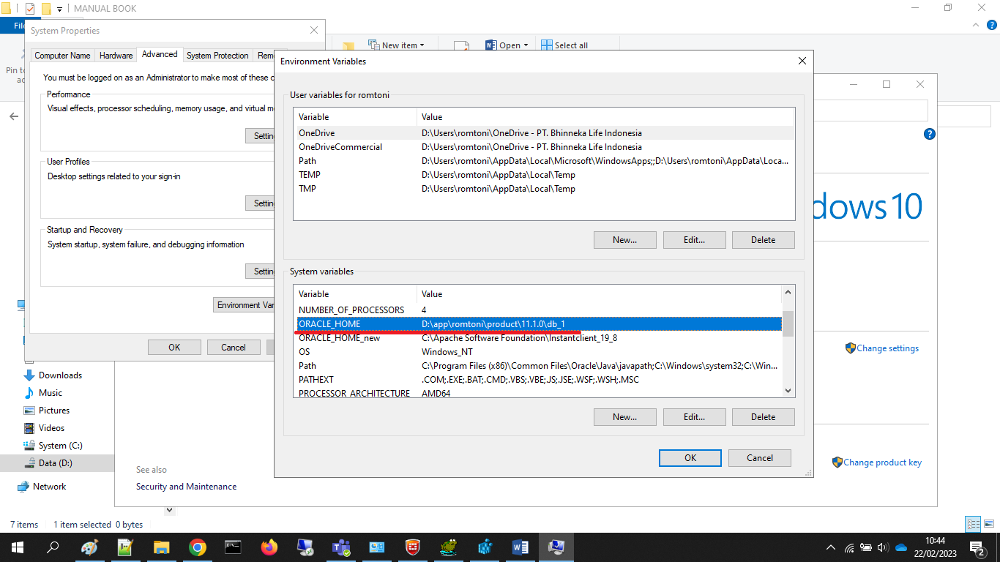 MANUAL BOOK
File
System Properties
New item
Open
Select all
Computer Name
Hardware
Advanced
System Protection
Pin to
You must be logged on as an Administrator to make most of these
Performance
Visual effects, processor scheduling, memory usage, and virtual
User Profiles
Desktop settings related to your sign-in
Startup and Recovery
System startup, system failure, and debugging information
OK
Cancel
Environment Variables
User variables for romtoni
Variable Value
OneDrive D:\Users\romtoni\OneDrive - PT. Bhinneka Life Indonesia
OneDriveCommercial D:\Users\romtoni\OneDrive - PT. Bhinneka Life Indonesia
Path D:\Users\romtoni\AppData\Local\Microsoft\WindowsApps;;D:\Users\romtoni\AppData\Loca...
TEMP D:\Users\romtoni\AppData\Local\Temp
TMP D:\Users\romtoni\AppData\Local\Temp
New... Edit... Delete
System variables
Variable Value
NUMBER_OF_PROCESSORS 4
ORACLE_HOME D:\app\romtoni\product\11.1.0\db_1
ORACLE_HOME_new C:\Apache Software Foundation\Instantclient_19_8
OS Windows_NT
Path C:\Program Files (x86)\Common Files\Oracle\Java\javapath;C:\Windows\system32;C:\Win...
PATHEXT .COM;.EXE;.BAT;.CMD;.VBS;.VBE;.JS;.JSE;.WSF;.WSH;.MSC
PROCESSOR_ARCHITECTURE AMD64
New... Edit... Delete
OK Cancel
dows 10
Change settings
Change product key
Downloads
Music
Pictures
Videos
System (C:)
Data (D:)
Network
See also
Security and Maintenance
7 items 1 item selected 0 bytes
10:44
22/02/2023
2